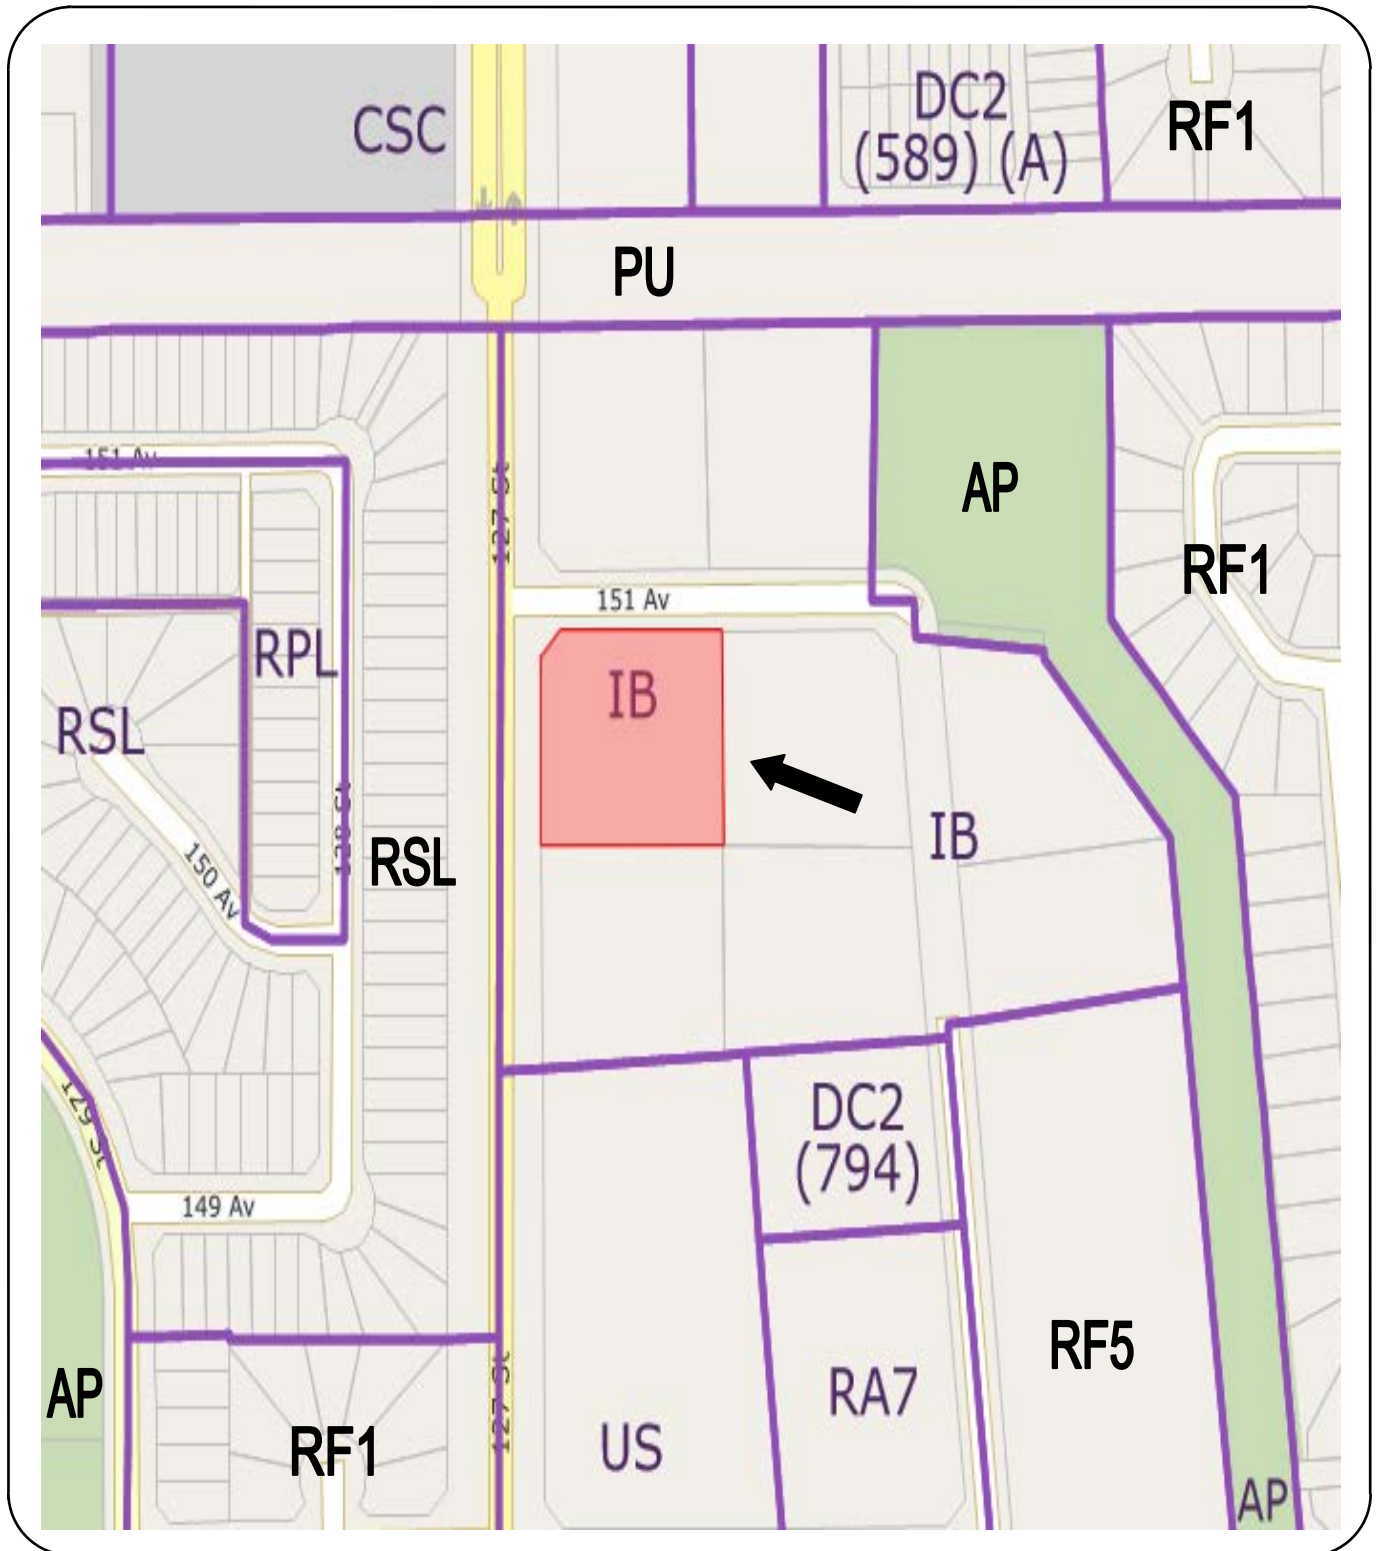 CSC
DC2
(589) (A)
RF1
PU
151 Av
127 St
AP
RF1
151 Av
RPL
IB
RSL
128 St
150 Av
RSL
IB
129 St
DC2
(794)
149 Av
RF5
127 St
AP
RA7
RF1
US
AP